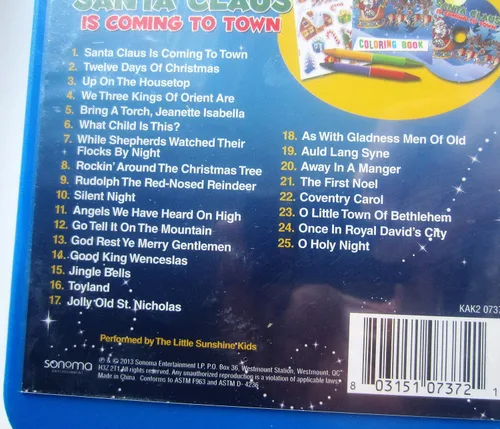 SANTA CLAUS
IS COMING TO TOWN
COLORING BOOK
1. Santa Claus Is Coming To Town
2. Twelve Days Of Christmas
3. Up On The Housetop
4. We Three Kings Of Orient Are
5. Bring A Torch, Jeanette Isabella
6. What Child Is This?
7. While Shepherds Watched Their
Flocks By Night
8. Rockin' Around The Christmas Tree
9. Rudolph The Red-Nosed Reindeer
10. Silent Night
11. Angels We Have Heard On High
12. Go Tell It On The Mountain
13. God Rest Ye Merry Gentlemen
14. Good King Wenceslas
15. Jingle Bells
16. Toyland
17. Jolly Old St. Nicholas
18. As With Gladness Men Of Old
19. Auld Lang Syne
20. Away In A Manger
21. The First Noel
22. Coventry Carol
23. O Little Town Of Bethlehem
24. Once In Royal David's City
25. O Holy Night
Performed by The Little Sunshine Kids
sonoma
℗ & © 2013 Sonoma Entertainment LP, P.O. Box 36, Westmount Station, Westmount, QC
H3Z 2T1 All rights reserved. Any unauthorized reproduction is a violation of applicable laws.
Made in China. Conforms to ASTM F963 and ASTM D- 4236
KAK2 0737
8 03151 07372 1